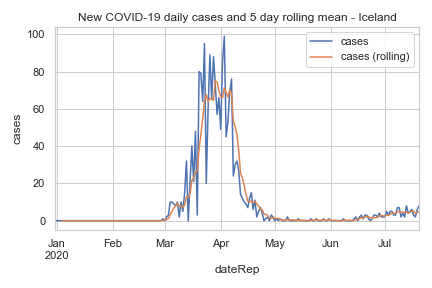 New COVID-19 daily cases and 5 day rolling mean - Iceland
cases
cases (rolling)
100
80
60
40
20
0
cases
Jan
2020
Feb
Mar
Apr
May
Jun
Jul
dateRep